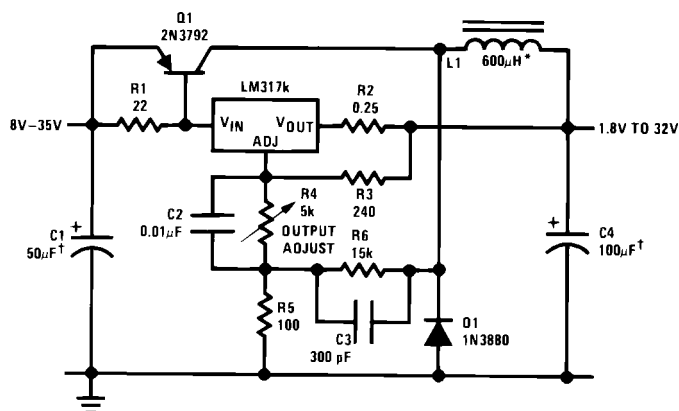 Q1
2N3792
L1
600µH*
R1
22
LM317k
VIN
VOUT
ADJ
R2
0.25
8V–35V
1.8V TO 32V
R4
5k
OUTPUT
ADJUST
R3
240
C2
0.01µF
R6
15k
+
C1
50µF†
+
C4
100µF†
R5
100
C3
300 pF
D1
1N3880